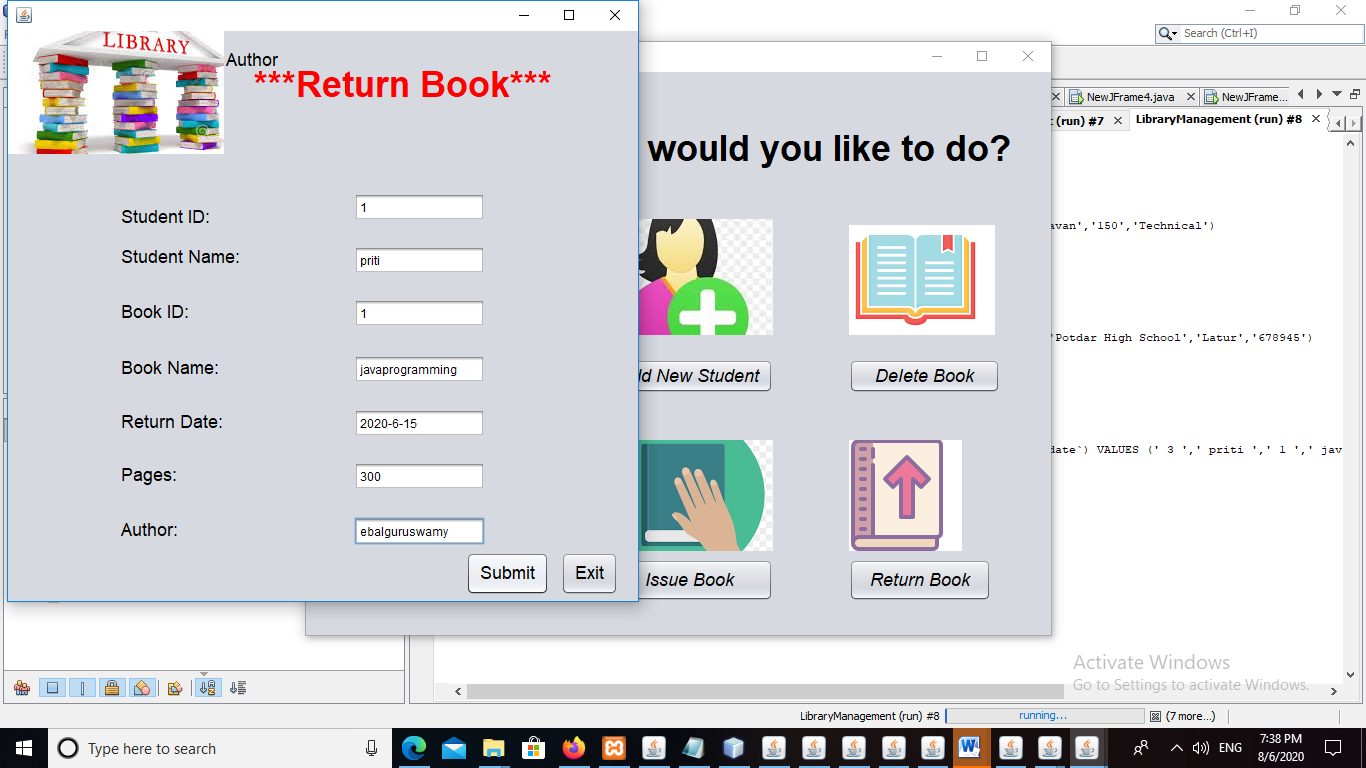 LIBRARY
Author
***Return Book***
Student ID:
1
Student Name:
priti
Book ID:
1
Book Name:
javaprogramming
Return Date:
2020-6-15
Pages:
300
Author:
ebalguruswamy
Submit
Exit
would you like to do?
d New Student
Delete Book
Issue Book
Return Book
Search (Ctrl+I)
NewJFrame4.java
NewJFrame...
t (run) #7
LibraryManagement (run) #8
avan','150','Technical')
'Potdar High School','Latur','678945')
date`) VALUES (' 3 ',' priti ',' 1 ',' jav
Activate Windows
Go to Settings to activate Windows.
LibraryManagement (run) #8
running...
(7 more...)
Type here to search
ENG
7:38 PM
8/6/2020